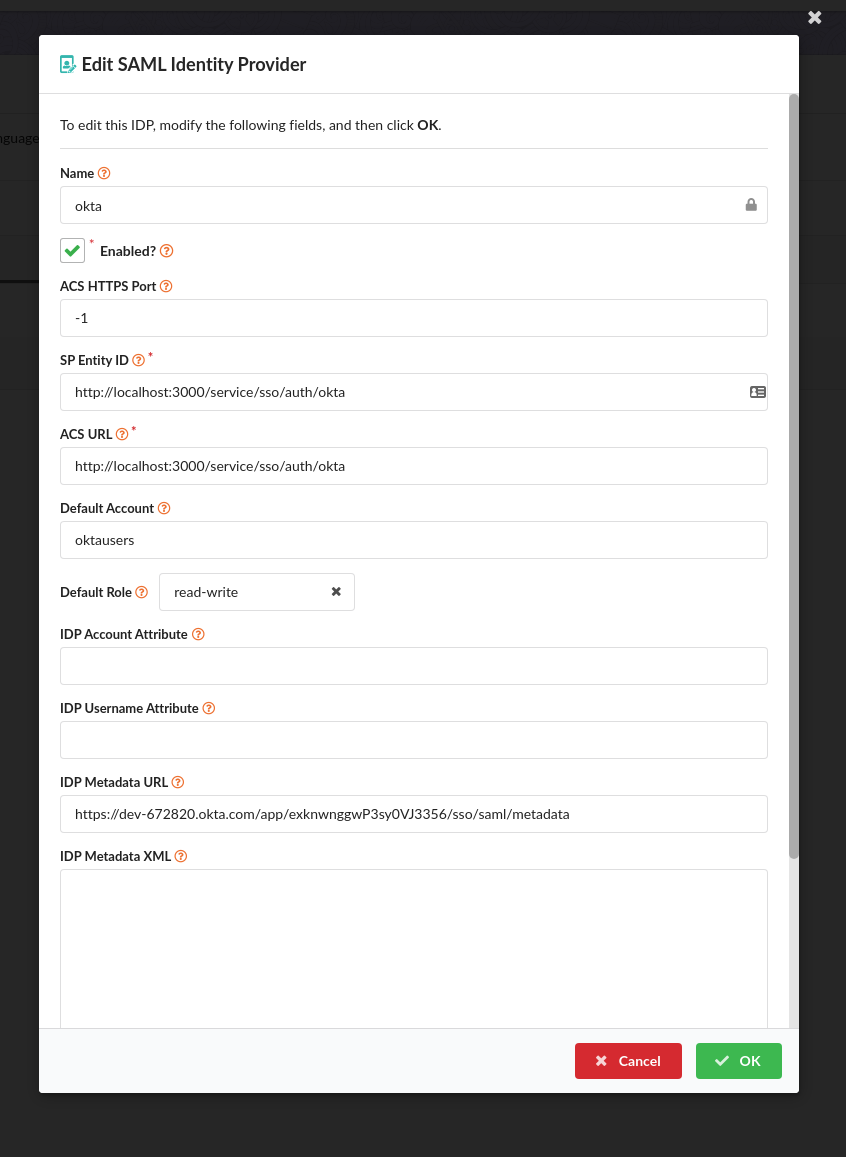 Edit SAML Identity Provider
nguage
To edit this IDP, modify the following fields, and then click OK.
Name
okta
* Enabled?
ACS HTTPS Port
-1
SP Entity ID *
http://localhost:3000/service/sso/auth/okta
ACS URL *
http://localhost:3000/service/sso/auth/okta
Default Account
oktausers
Default Role read-write
IDP Account Attribute
IDP Username Attribute
IDP Metadata URL
https://dev-672820.okta.com/app/exknwnggwP3sy0VJ3356/sso/saml/metadata
IDP Metadata XML
Cancel OK